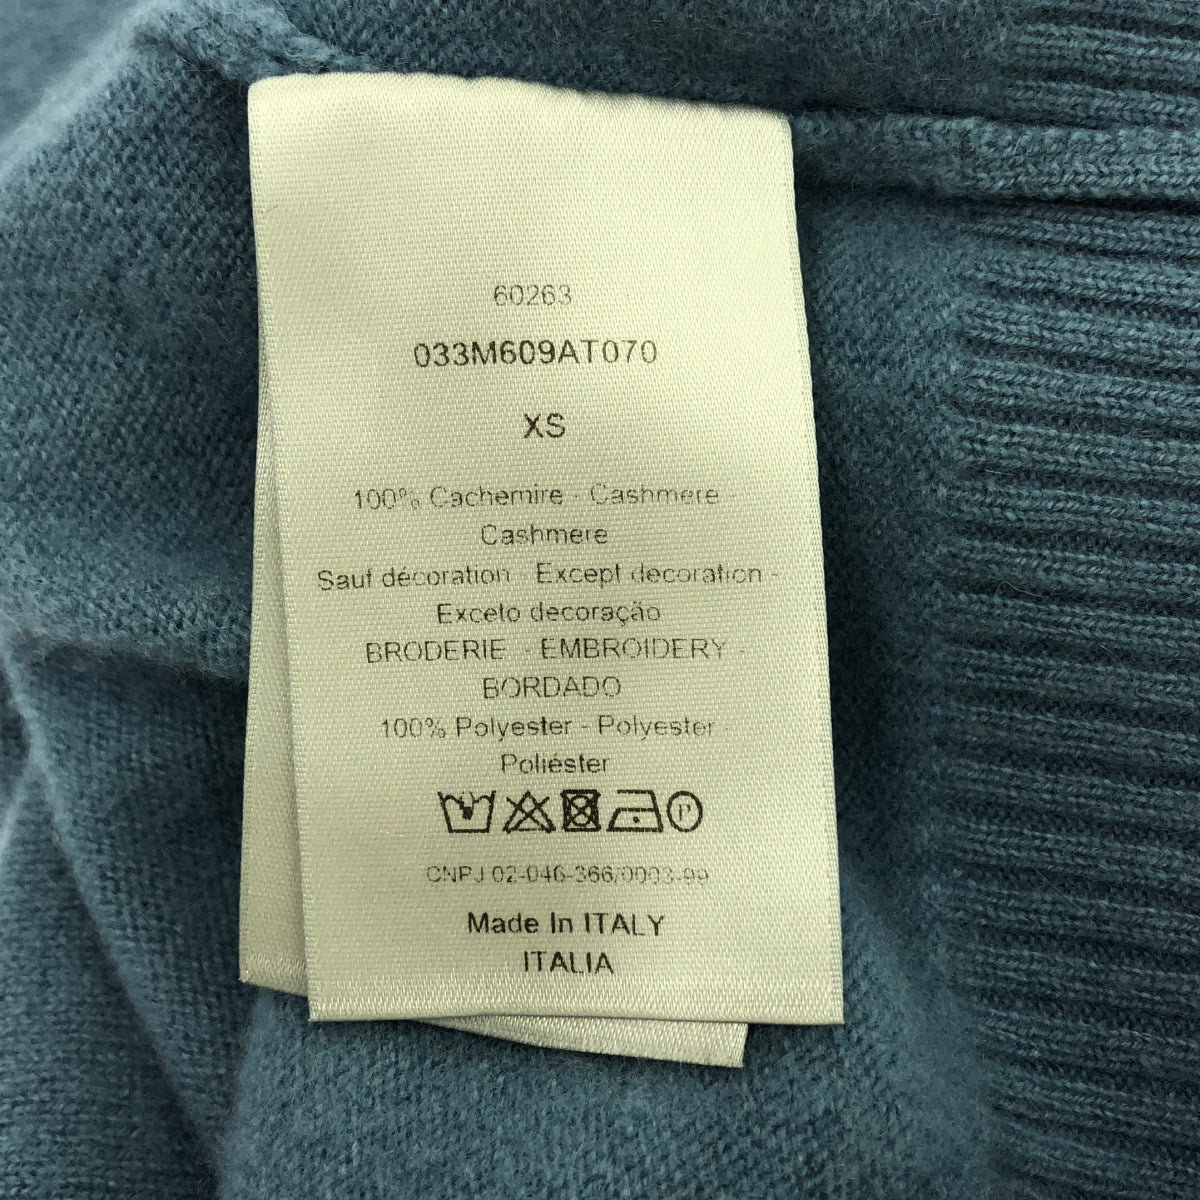 60263
033M609AT070
XS
100% Cachemire - Cashmere -
Cashmere
Sauf décoration - Except decoration -
Exceto decoração
BRODERIE - EMBROIDERY -
BORDADO
100% Polyester - Polyester -
Poliéster
P
CNPJ 02-046-366/0003-99
Made In ITALY
ITALIA